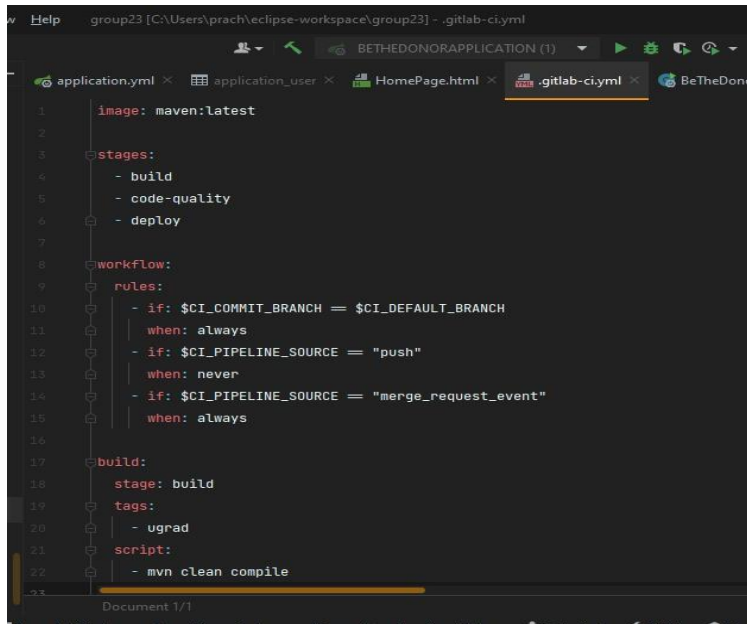 w Help group23 [C:\Users\prach\eclipse-workspace\group23] - .gitlab-ci.yml
BETHEDONORAPPLICATION (1)
application.yml × application_user × HomePage.html × .gitlab-ci.yml × BeTheDon
1 image: maven:latest
2
3 stages:
4 - build
5 - code-quality
6 - deploy
7
8 workflow:
9 rules:
10 - if: $CI_COMMIT_BRANCH == $CI_DEFAULT_BRANCH
11 when: always
12 - if: $CI_PIPELINE_SOURCE == "push"
13 when: never
14 - if: $CI_PIPELINE_SOURCE == "merge_request_event"
15 when: always
16
17 build:
18 stage: build
19 tags:
20 - ugrad
21 script:
22 - mvn clean compile
23
Document 1/1